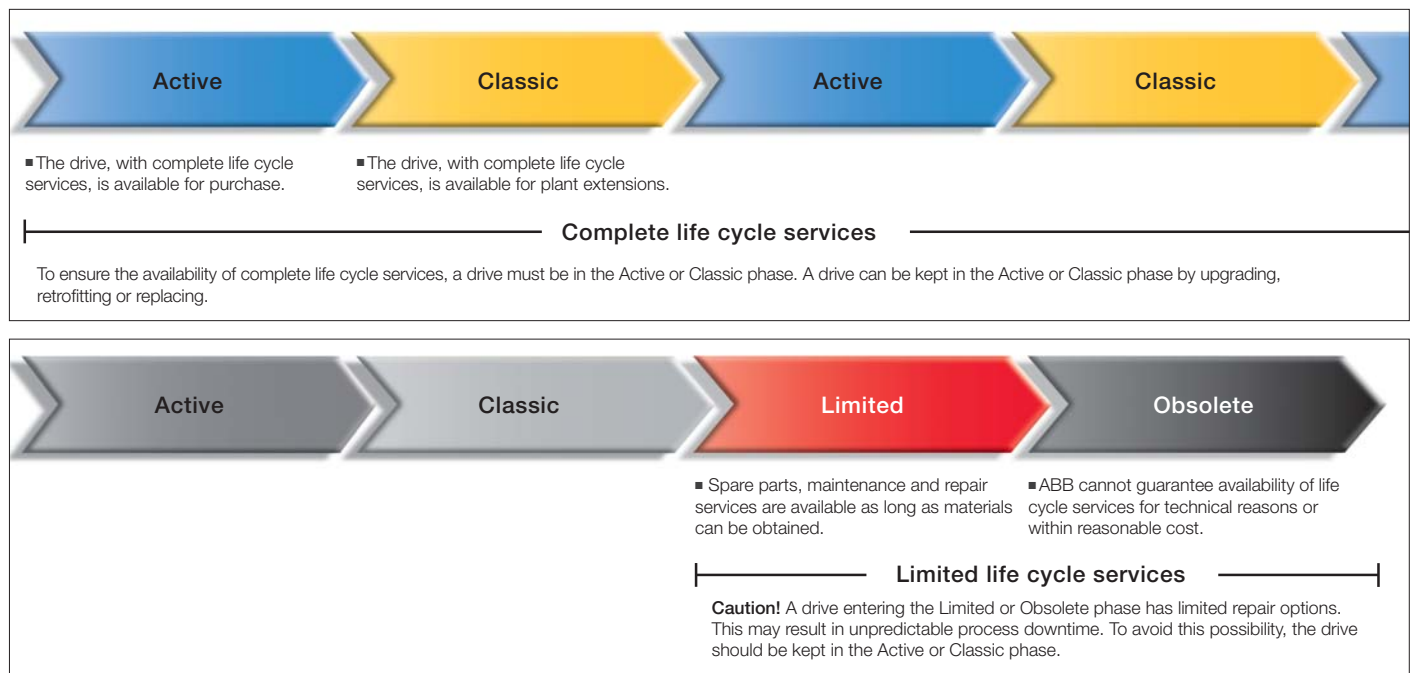 Active
Classic
Active
Classic
■ The drive, with complete life cycle
services, is available for purchase.
■ The drive, with complete life cycle
services, is available for plant extensions.
Complete life cycle services
To ensure the availability of complete life cycle services, a drive must be in the Active or Classic phase. A drive can be kept in the Active or Classic phase by upgrading,
retrofitting or replacing.
Active
Classic
Limited
Obsolete
■ Spare parts, maintenance and repair
services are available as long as materials
can be obtained.
■ ABB cannot guarantee availability of life
cycle services for technical reasons or
within reasonable cost.
Limited life cycle services
Caution! A drive entering the Limited or Obsolete phase has limited repair options.
This may result in unpredictable process downtime. To avoid this possibility, the drive
should be kept in the Active or Classic phase.